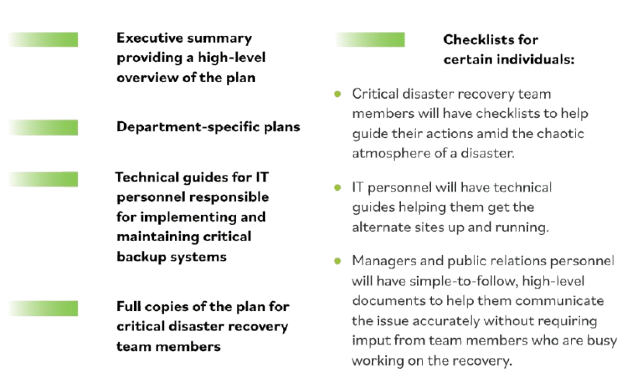 Executive summary
providing a high-level
overview of the plan
Department-specific plans
Technical guides for IT
personnel responsible
for implementing and
maintaining critical
backup systems
Full copies of the plan for
critical disaster recovery
team members
Checklists for
certain individuals:
Critical disaster recovery team
members will have checklists to help
guide their actions amid the chaotic
atmosphere of a disaster.
IT personnel will have technical
guides helping them get the
alternate sites up and running.
Managers and public relations personnel
will have simple-to-follow, high-level
documents to help them communicate
the issue accurately without requiring
imput from team members who are busy
working on the recovery.